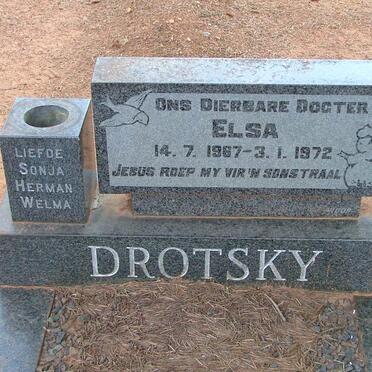 Ons Dierbare Dogter
Elsa
14. 7. 1967-3. 1. 1972
Jesus roep my vir 'n sonstraal
Liefde
Sonja
Herman
Welma
DROTSKY